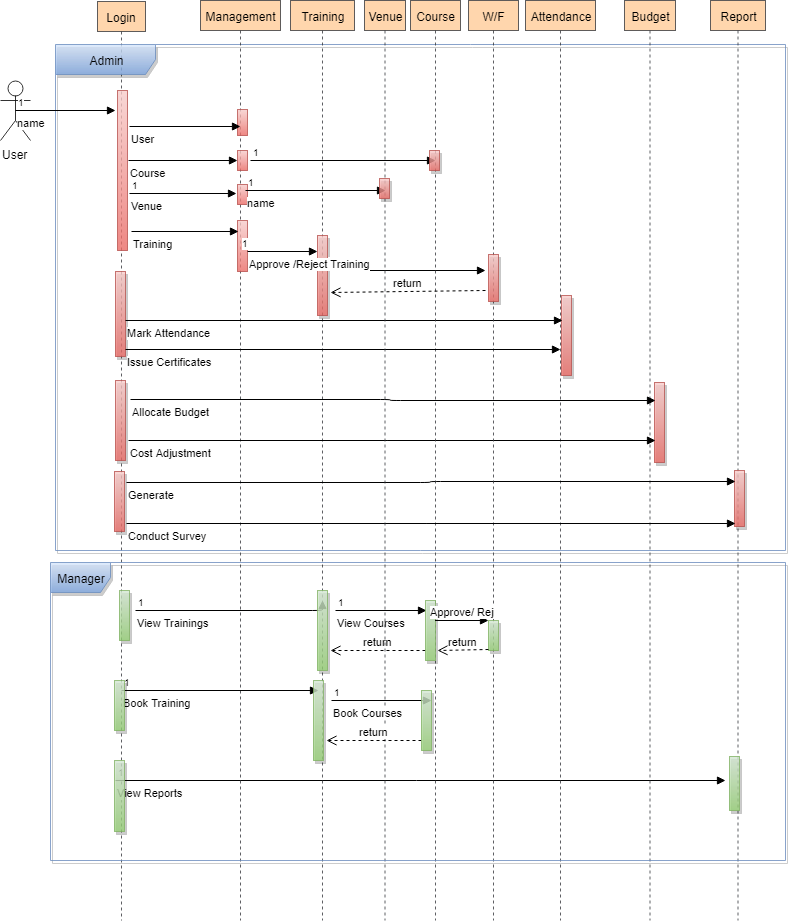 Login
Management
Training
Venue
Course
W/F
Attendance
Budget
Report
Admin
1
name
User
User
1
Course
1
1
Venue
name
Training
1
Approve /Reject Training
return
Mark Attendance
Issue Certificates
Allocate Budget
Cost Adjustment
Generate
Conduct Survey
Manager
1
1
Approve/ Rej
View Trainings
View Courses
return
return
1
Book Training
1
Book Courses
return
1
View Reports